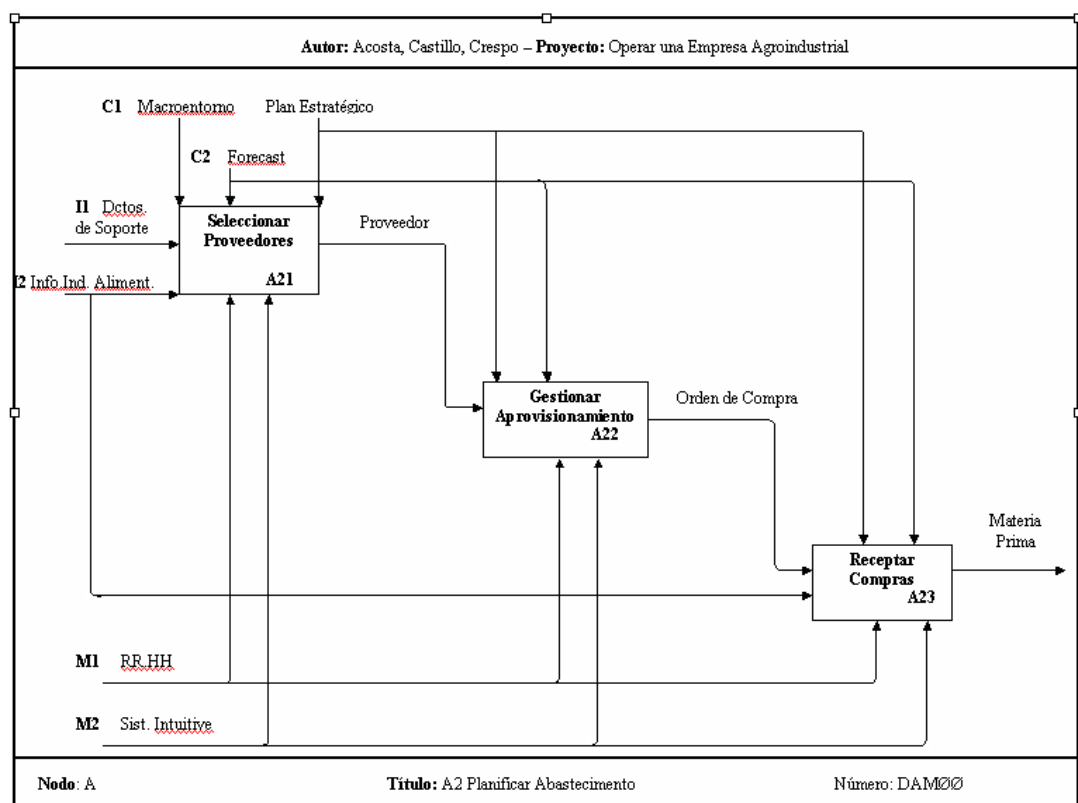 Autor: Acosta, Castillo, Crespo – Proyecto: Operar una Empresa Agroindustrial
C1 Macroentorno Plan Estratégico
C2 Forecast
I1 Dctos.
de Soporte
Seleccionar
Proveedores
A21
Proveedor
I2 Info.Ind. Aliment.
Gestionar
Aprovisionamiento
A22
Orden de Compra
Materia
Prima
Receptar
Compras
A23
M1 RR.HH
M2 Sist. Intuitive
Nodo: A Título: A2 Planificar Abastecimento Número: DAMØØ